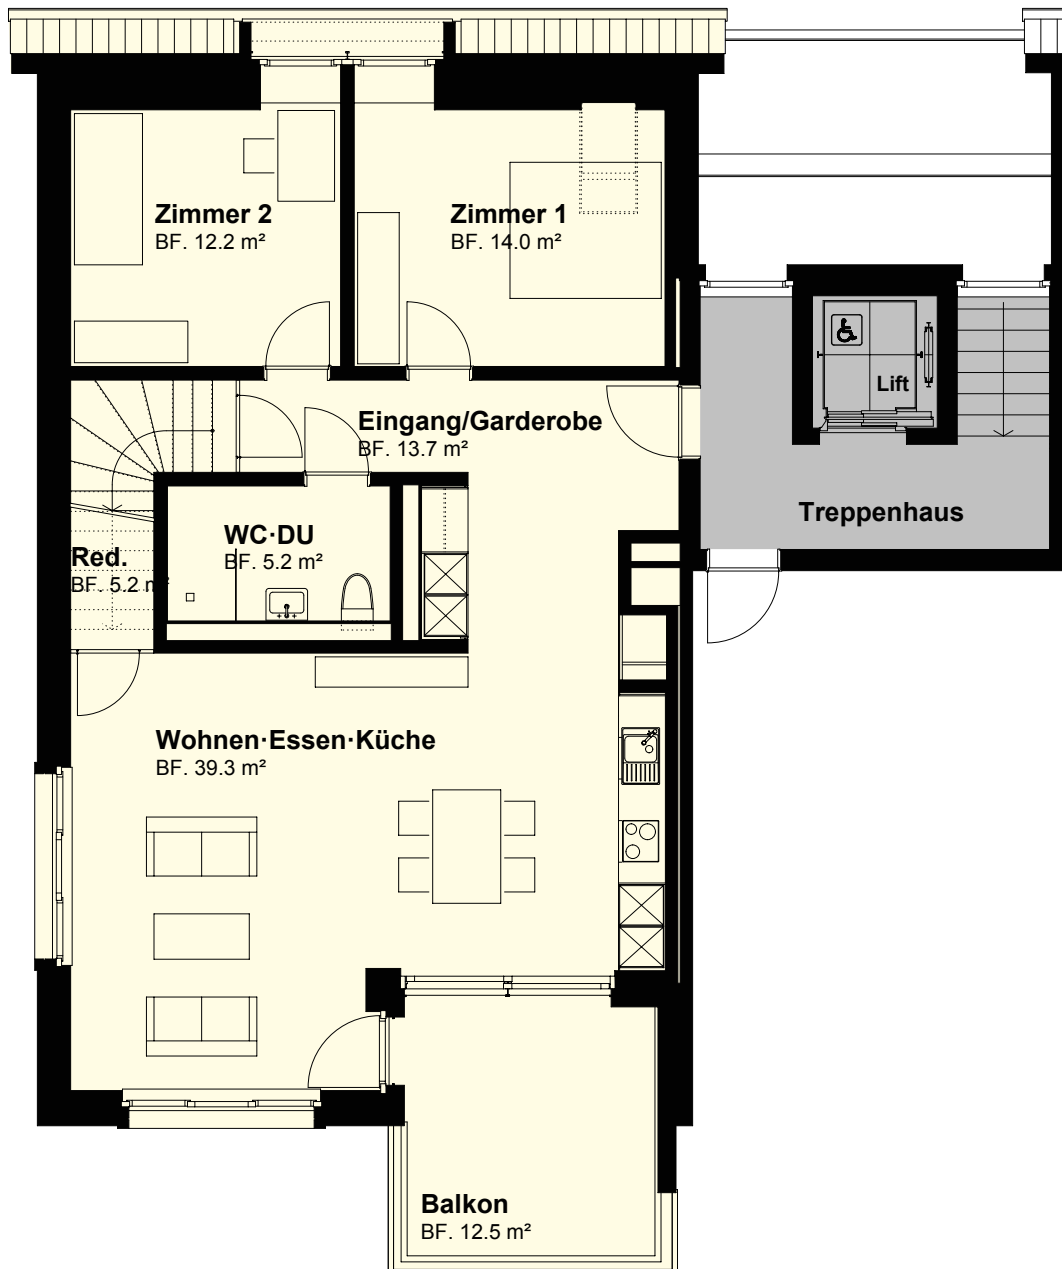 Zimmer 2
BF. 12.2 m²
Zimmer 1
BF. 14.0 m²
Lift
Eingang/Garderobe
BF. 13.7 m²
Treppenhaus
WC·DU
BF. 5.2 m²
Red.
BF. 5.2 m²
Wohnen·Essen·Küche
BF. 39.3 m²
Balkon
BF. 12.5 m²